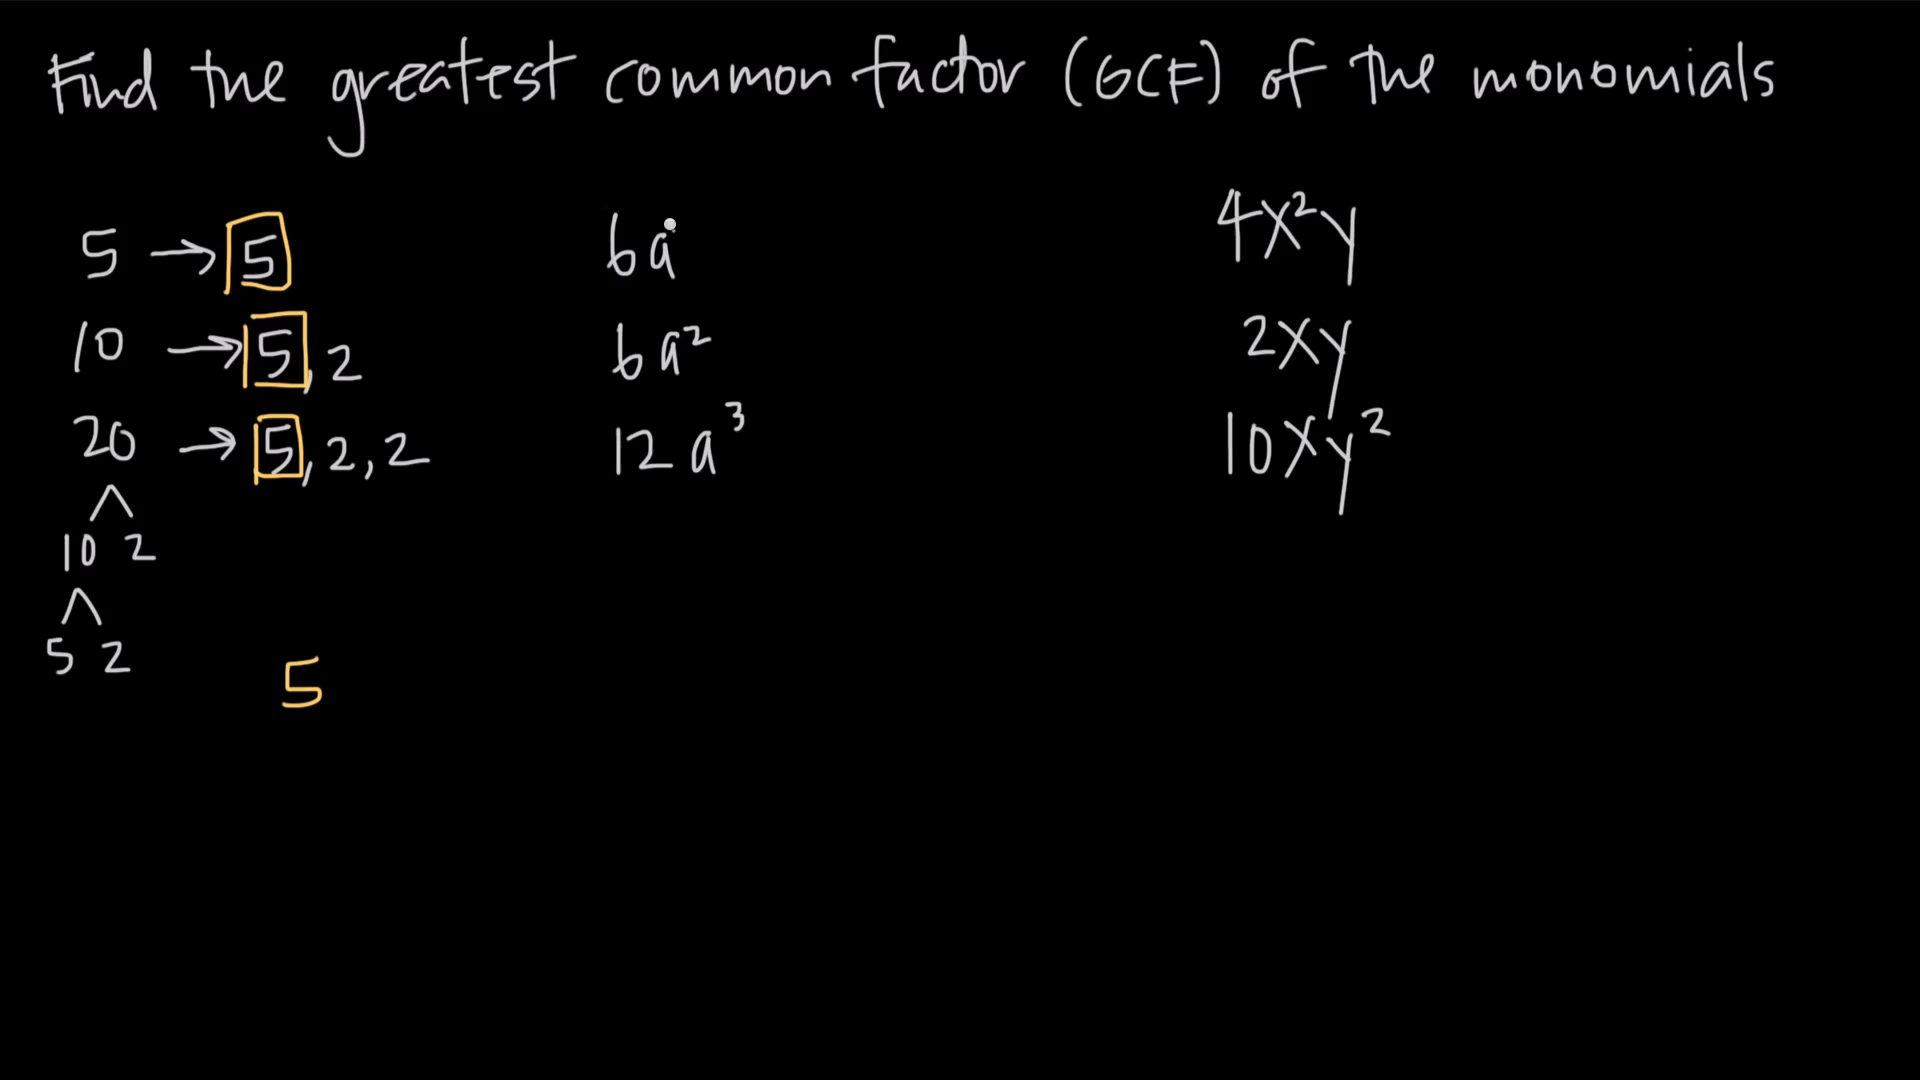 Find the greatest common factor (GCF) of the monomials
5 → 5
10 → 5, 2
20 → 5, 2, 2
10 2
5 2
5
6a
6a²
12a³
4x²y
2xy
10xy²